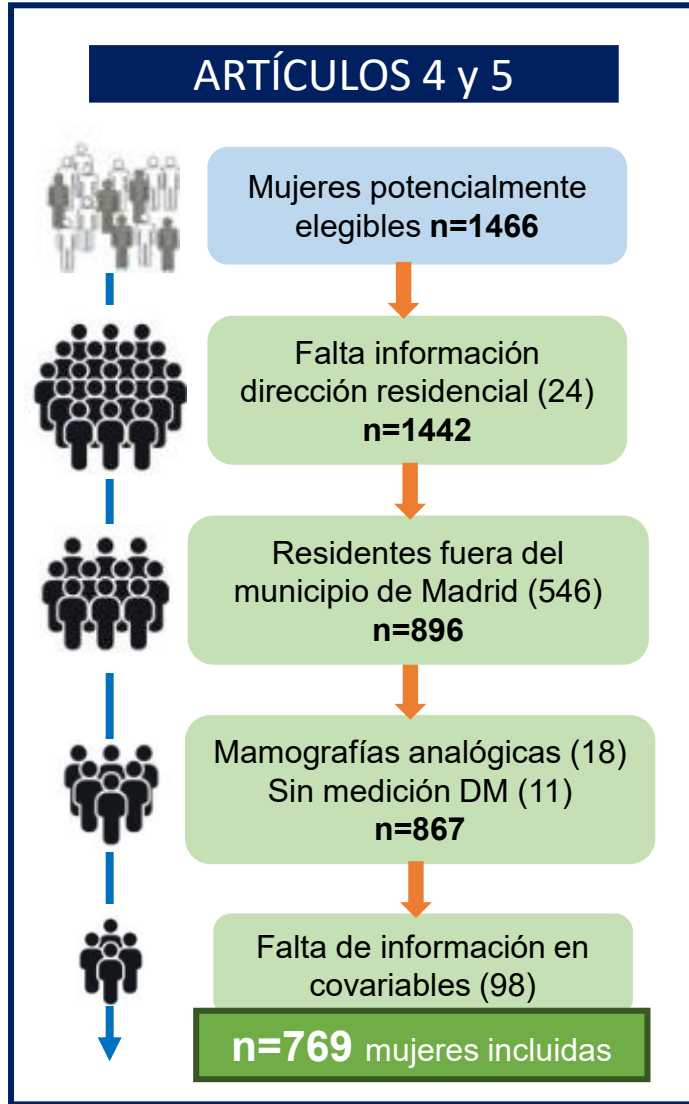 ARTÍCULOS 4 y 5
Mujeres potencialmente
elegibles n=1466
Falta información
dirección residencial (24)
n=1442
Residentes fuera del
municipio de Madrid (546)
n=896
Mamografías analógicas (18)
Sin medición DM (11)
n=867
Falta de información en
covariables (98)
n=769 mujeres incluidas